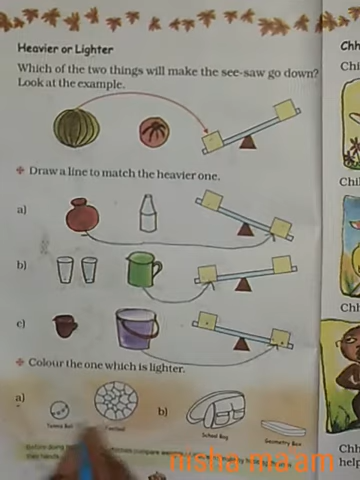 Heavier or Lighter
Which of the two things will make the see-saw go down?
Look at the example.
Draw a line to match the heavier one.
a)
b)
c)
Colour the one which is lighter.
a)
b)
Tennis Ball
Football
School Bag
Geometry Box
nisha ma'am
Ch
Chi
Chi
Ch
Chh
help